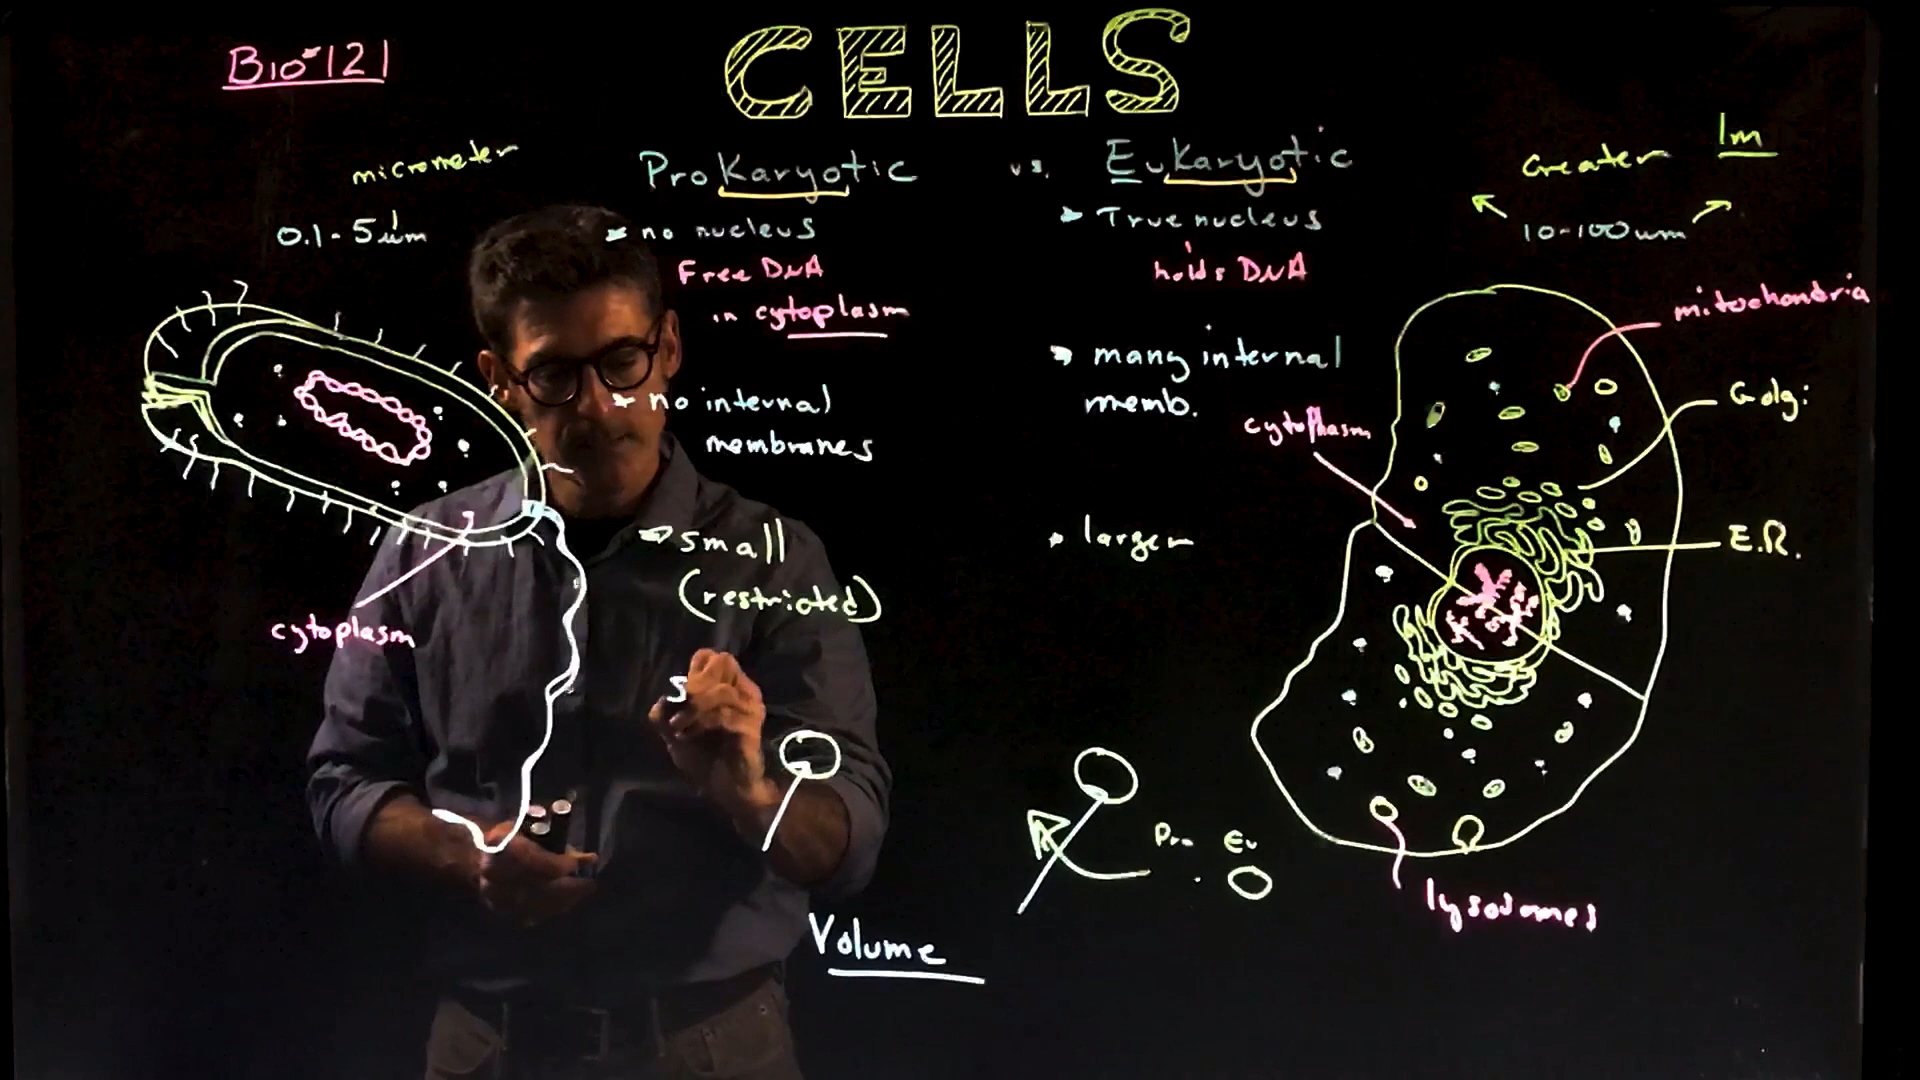 CELLS
Bio-121
micrometer
0.1 - 5 um
ProKaryotic
no nucleus
Free DNA
in cytoplasm
no internal
membranes
small
(restricted)
s
cytoplasm
vs.
EuKaryotic
True nucleus
holds DNA
many internal
memb.
larger
1m
Greater
10-100um
mitochondria
Golgi
cytoplasm
E.R.
lysosomes
Pro Eu
Volume